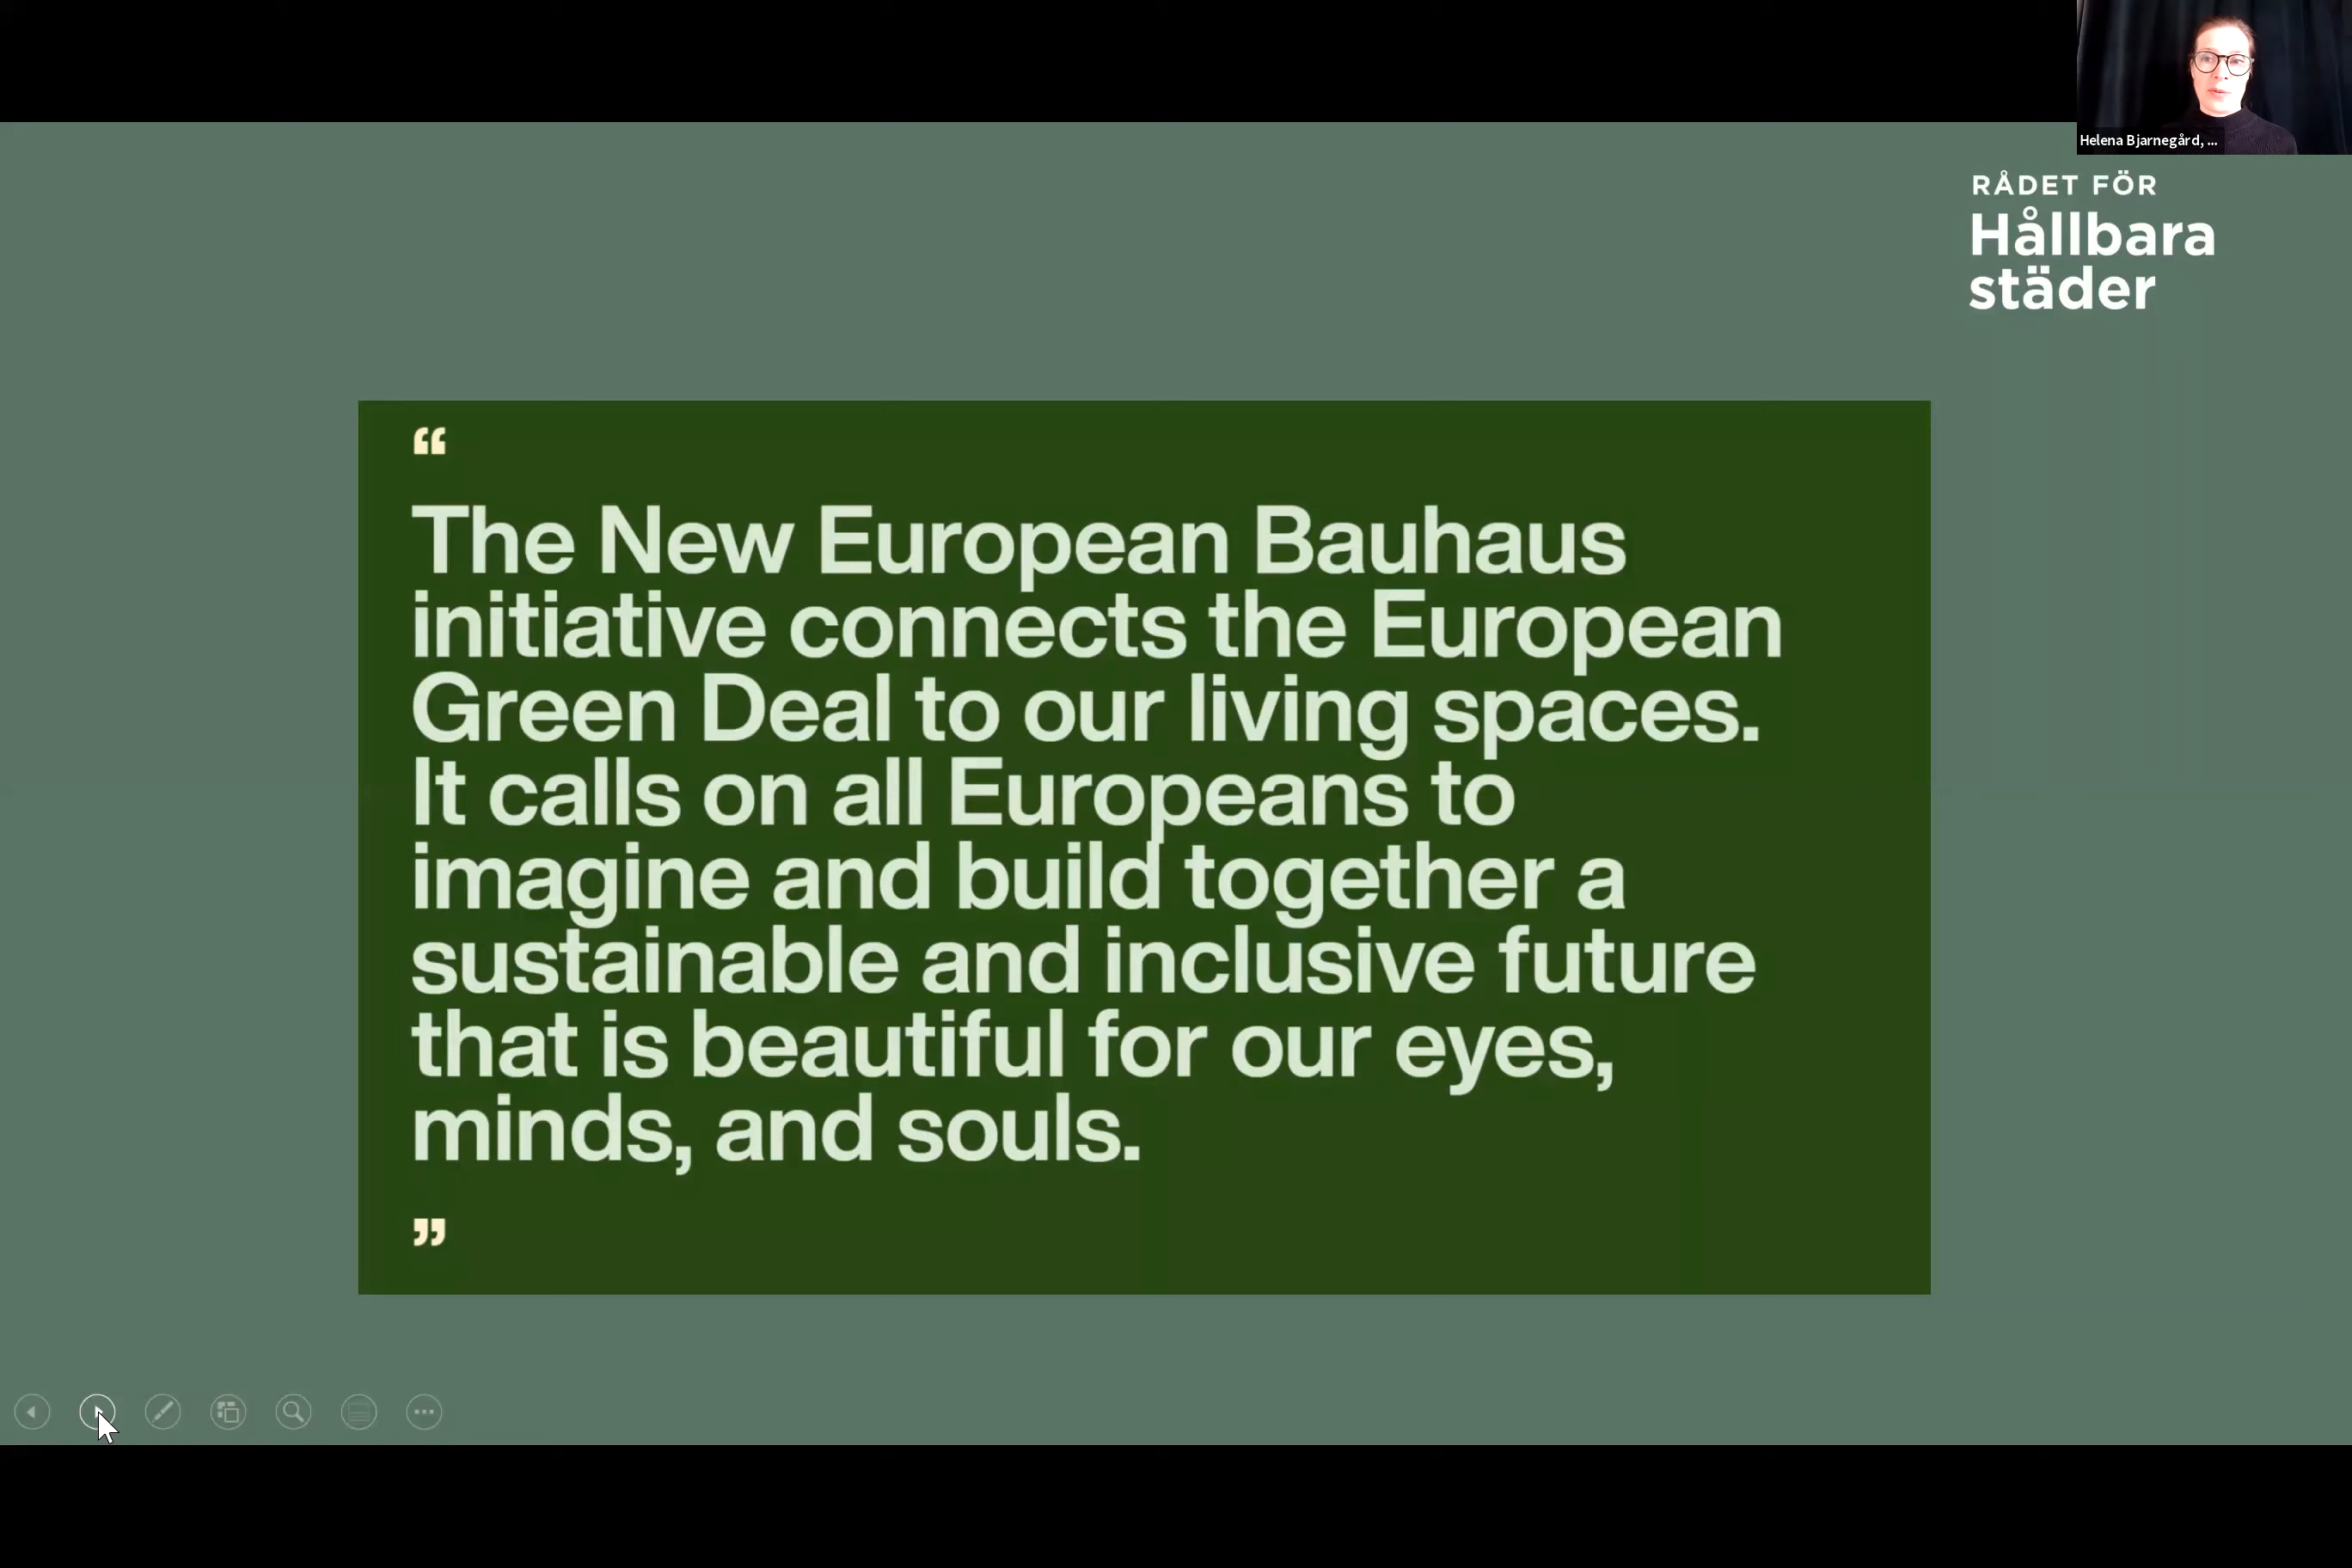 Helena Bjarnegård, ...
RÅDET FÖR
Hållbara
städer
“
The New European Bauhaus
initiative connects the European
Green Deal to our living spaces.
It calls on all Europeans to
imagine and build together a
sustainable and inclusive future
that is beautiful for our eyes,
minds, and souls.
”